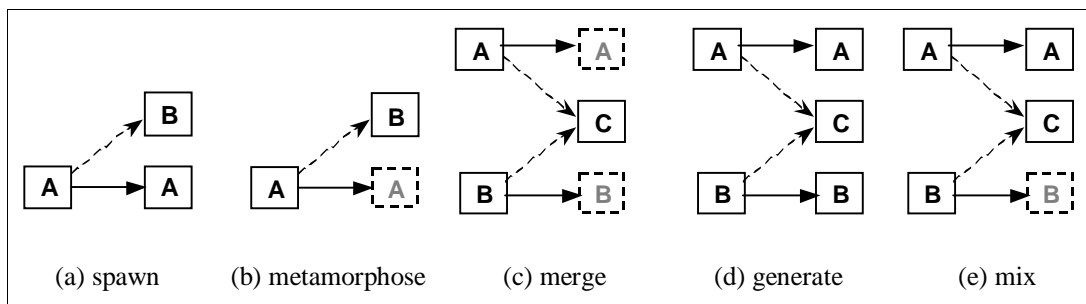 A A A A A A
B B C C C
A A A A B B B B B B
(a) spawn (b) metamorphose (c) merge (d) generate (e) mix